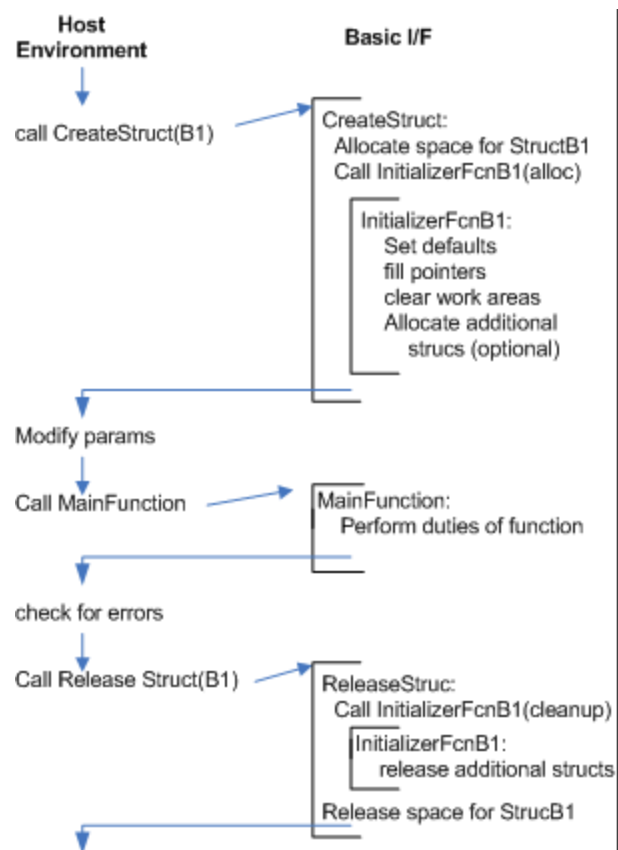 Host
Environment
Basic I/F
call CreateStruct(B1)
CreateStruct:
Allocate space for StructB1
Call InitializerFcnB1(alloc)
InitializerFcnB1:
Set defaults
fill pointers
clear work areas
Allocate additional
strucs (optional)
Modify params
Call MainFunction
MainFunction:
Perform duties of function
check for errors
Call Release Struct(B1)
ReleaseStruc:
Call InitializerFcnB1(cleanup)
InitializerFcnB1:
release additional structs
Release space for StrucB1